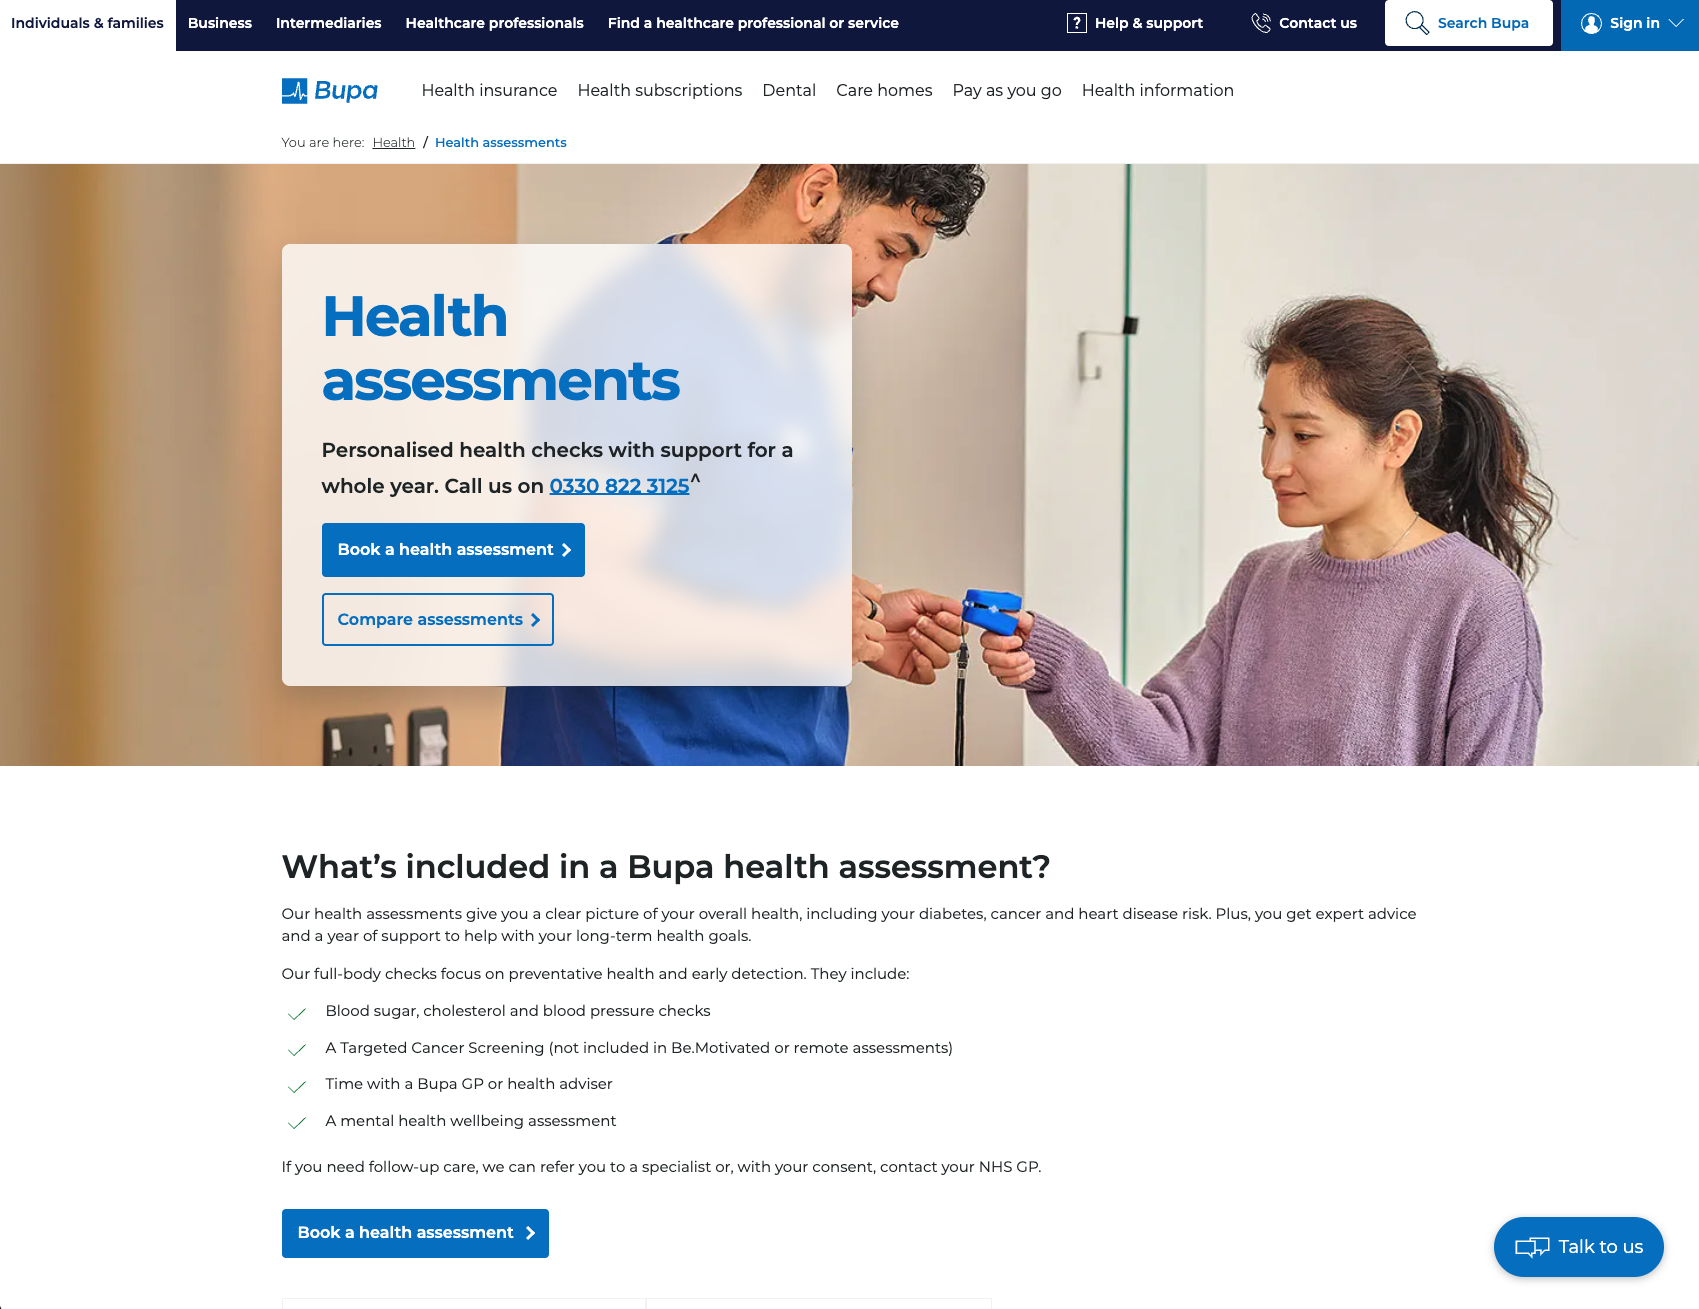 Individuals & families
Business
Intermediaries
Healthcare professionals
Find a healthcare professional or service
? Help & support
Contact us
Search Bupa
Sign in
Bupa
Health insurance
Health subscriptions
Dental
Care homes
Pay as you go
Health information
You are here: Health / Health assessments
Health
assessments
Personalised health checks with support for a
whole year. Call us on 0330 822 3125^
Book a health assessment
Compare assessments
What’s included in a Bupa health assessment?
Our health assessments give you a clear picture of your overall health, including your diabetes, cancer and heart disease risk. Plus, you get expert advice
and a year of support to help with your long-term health goals.
Our full-body checks focus on preventative health and early detection. They include:
Blood sugar, cholesterol and blood pressure checks
A Targeted Cancer Screening (not included in Be.Motivated or remote assessments)
Time with a Bupa GP or health adviser
A mental health wellbeing assessment
If you need follow-up care, we can refer you to a specialist or, with your consent, contact your NHS GP.
Book a health assessment
Talk to us